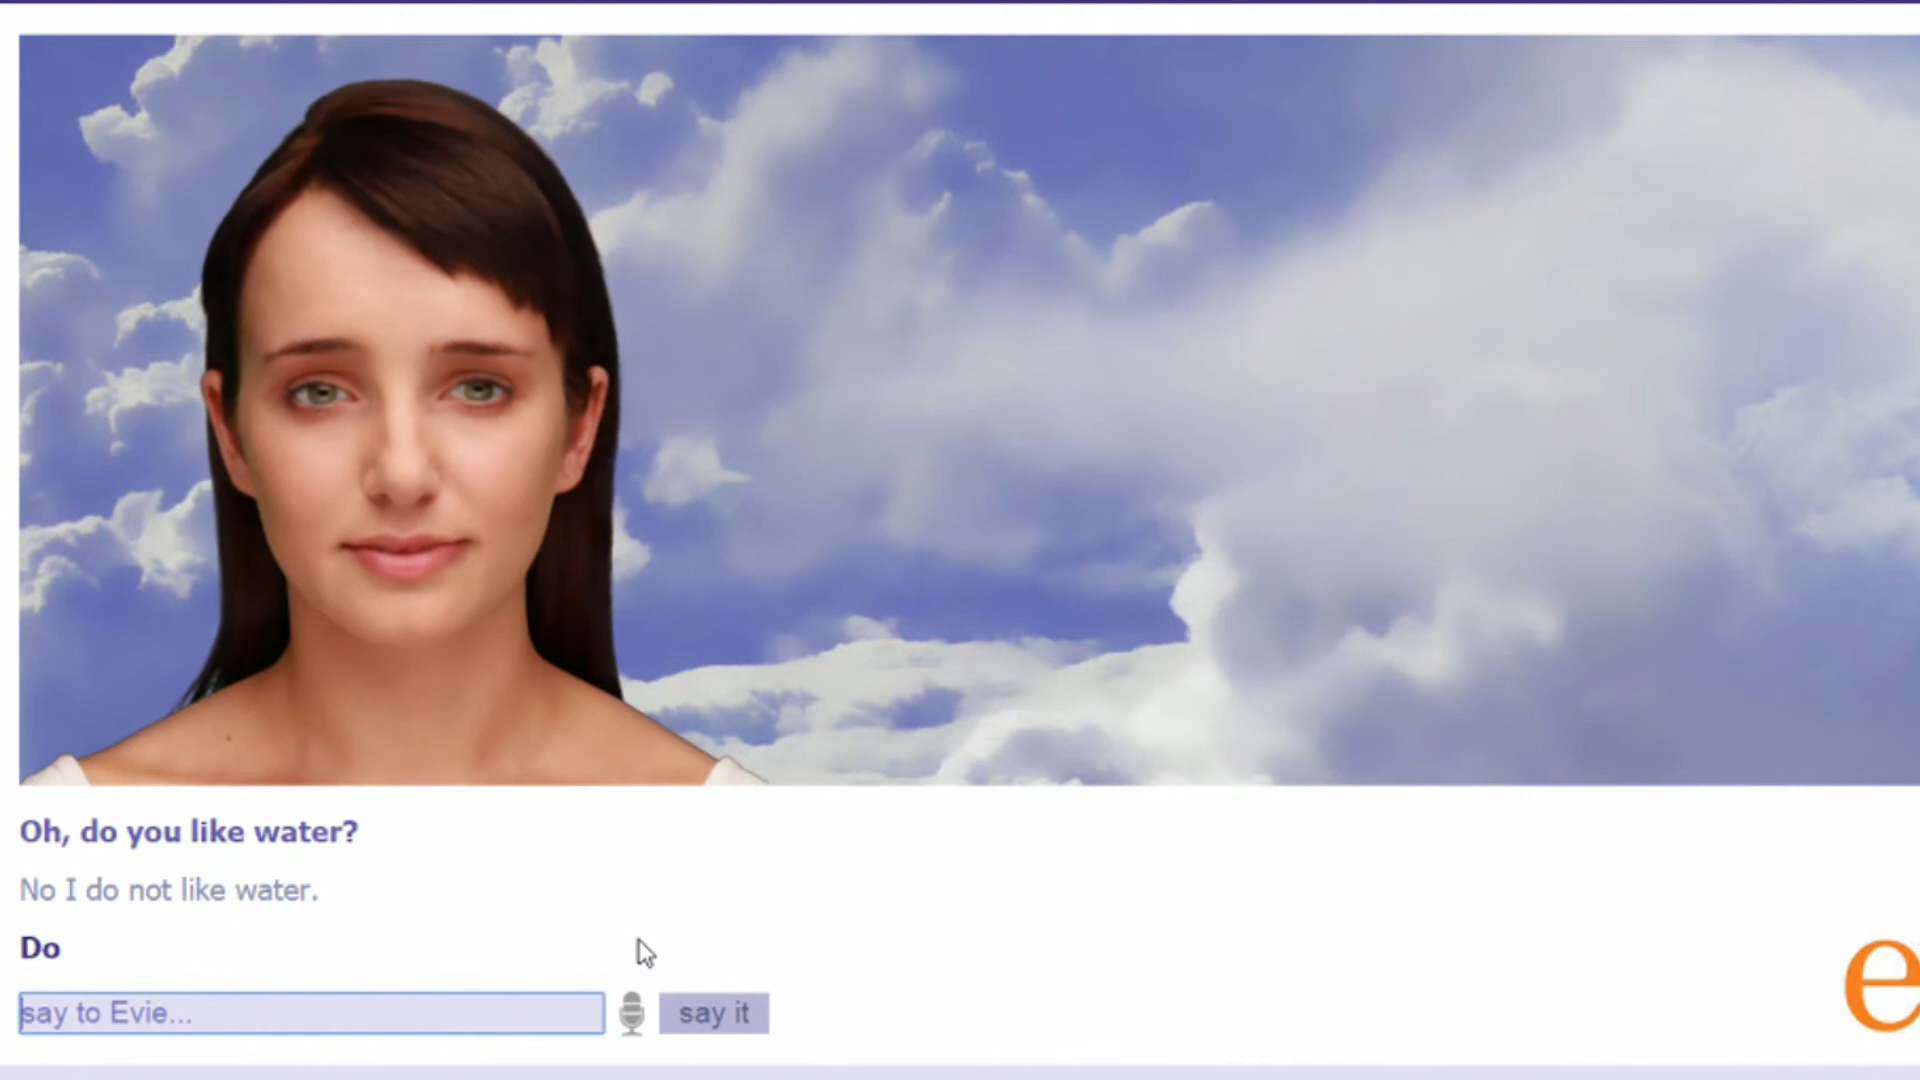 Oh, do you like water?
No I do not like water.
Do
say to Evie...
say it
e